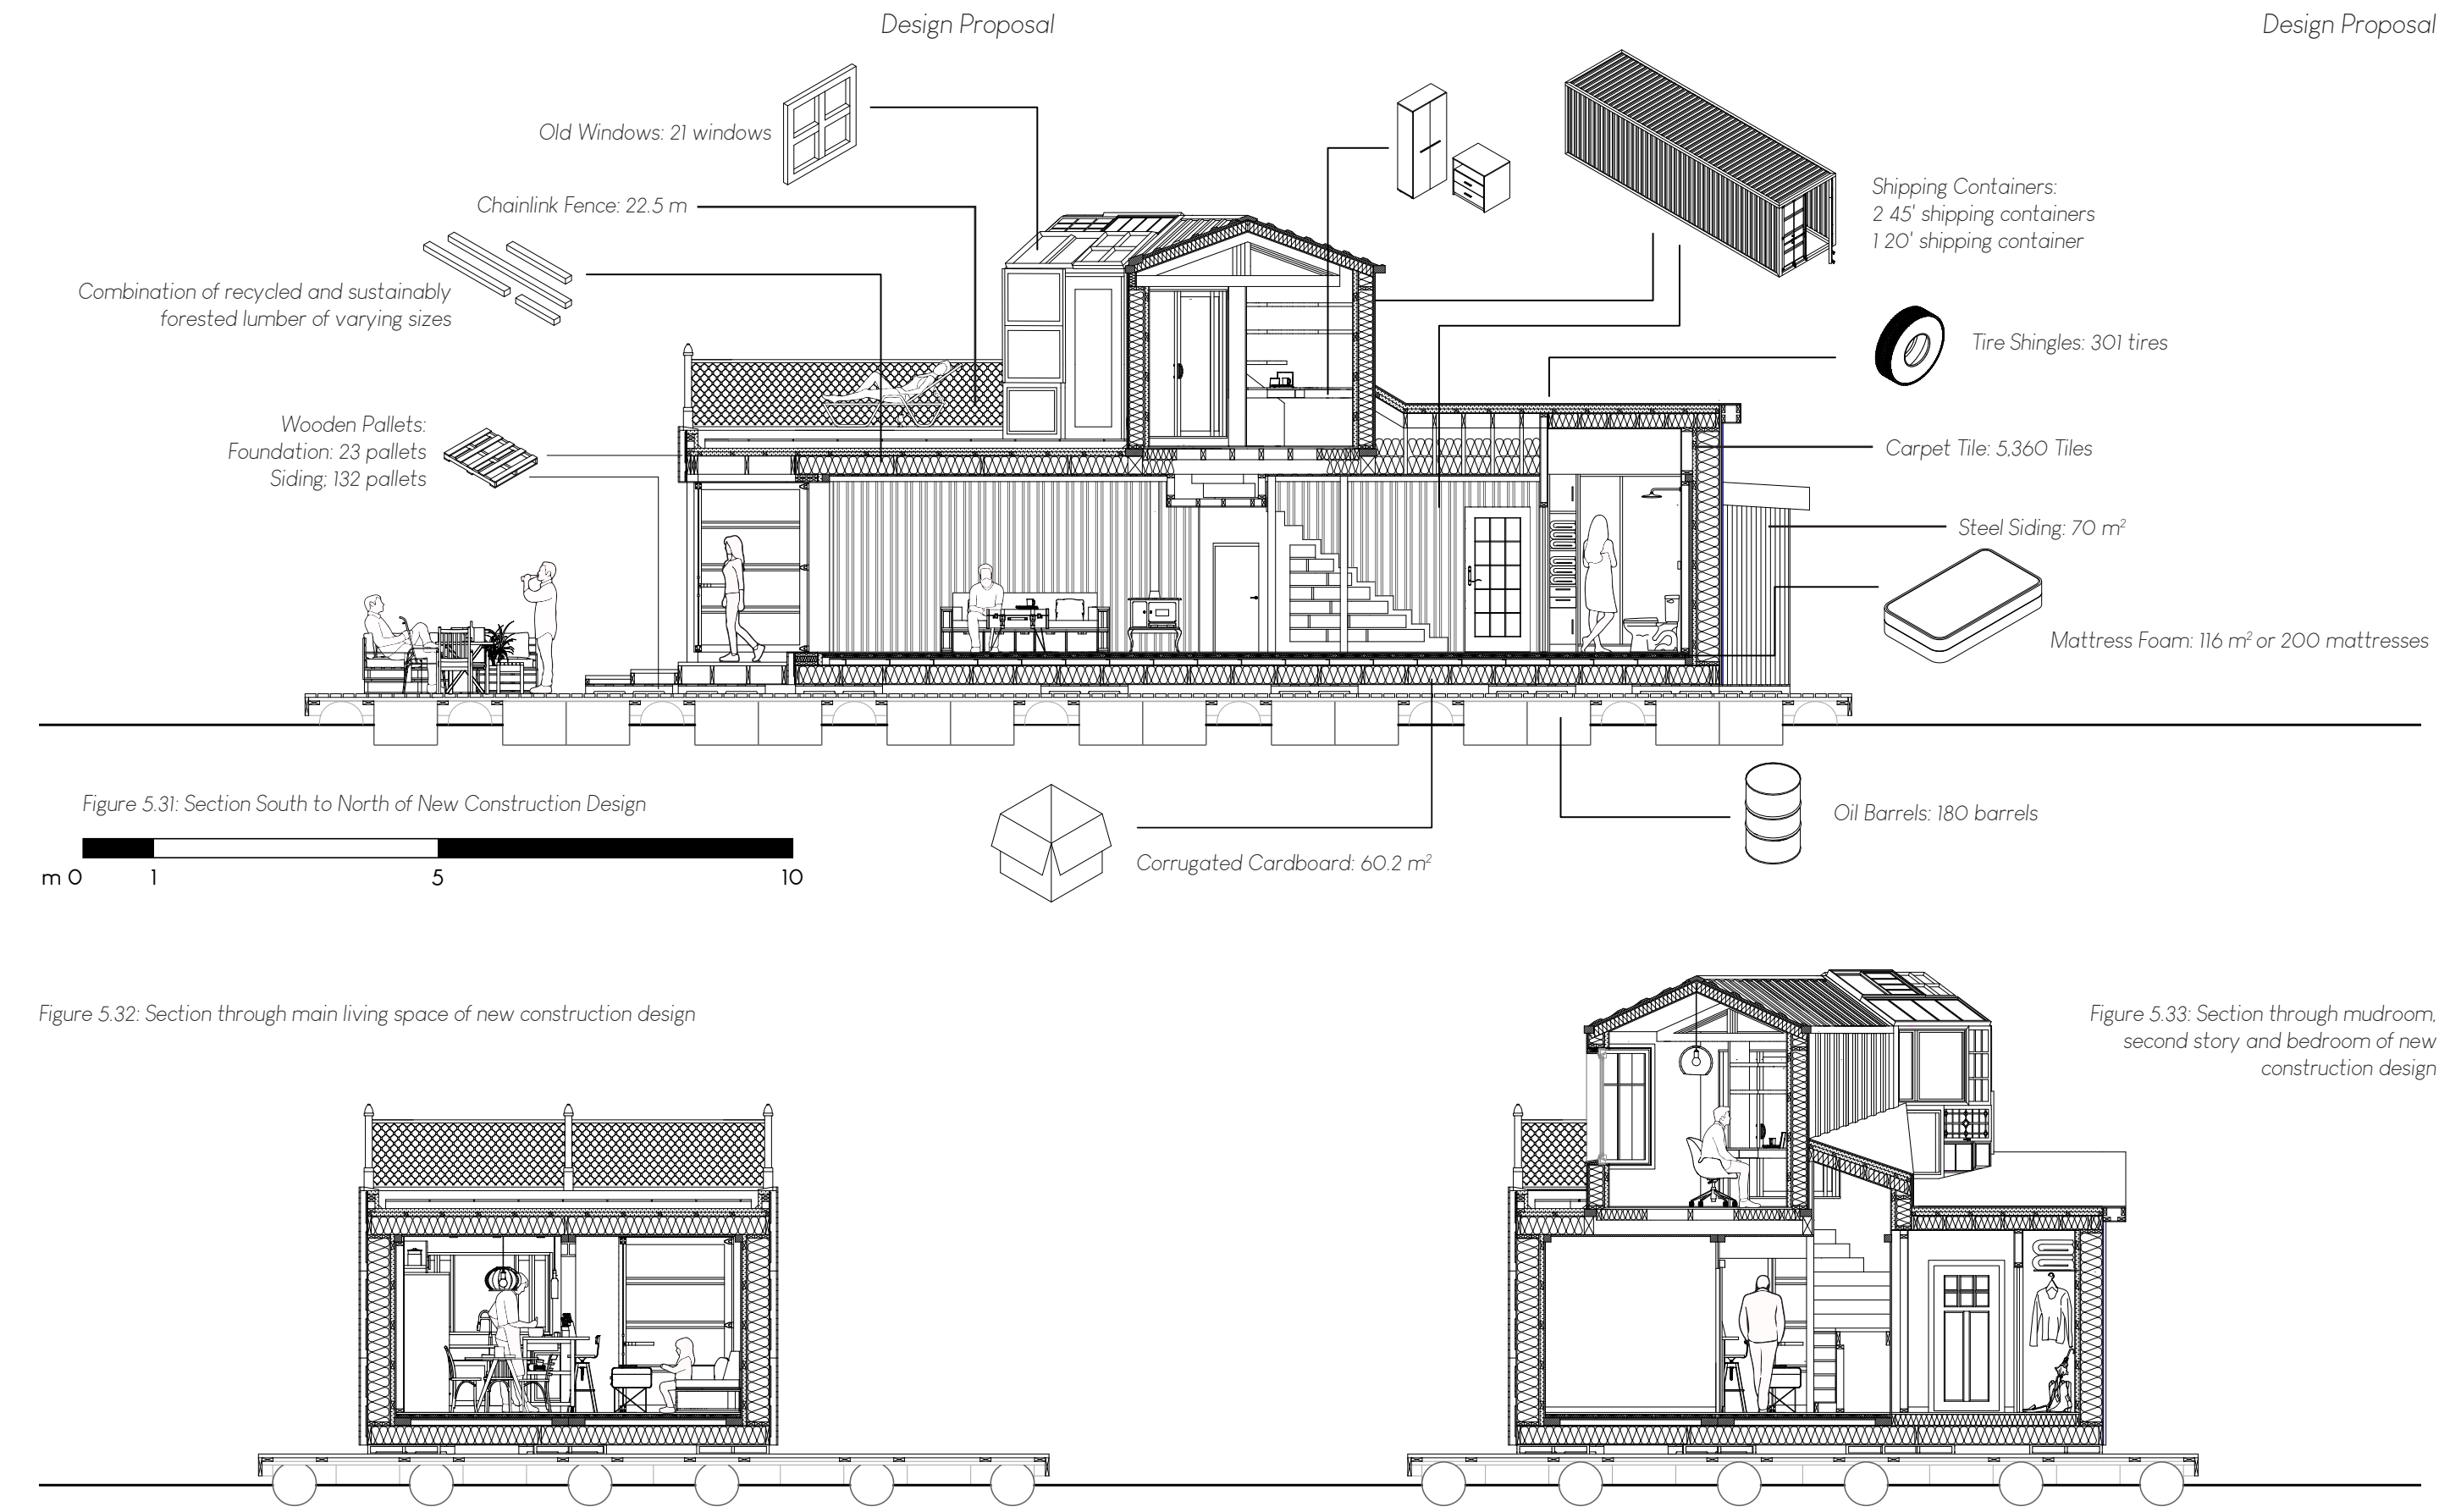 Design Proposal
Design Proposal
Old Windows: 21 windows
Chainlink Fence: 22.5 m
Combination of recycled and sustainably
forested lumber of varying sizes
Wooden Pallets:
Foundation: 23 pallets
Siding; 132 pallets
Shipping Containers:
2 45' shipping containers
1 20' shipping container
Tire Shingles: 301 tires
Carpet Tile: 5,360 Tiles
Steel Siding: 70 m²
Mattress Foam: 116 m² or 200 mattresses
Figure 5.31: Section South to North of New Construction Design
m 0 1 5 10
Corrugated Cardboard: 60.2 m²
Oil Barrels: 180 barrels
Figure 5.32: Section through main living space of new construction design
Figure 5.33: Section through mudroom,
second story and bedroom of new
construction design